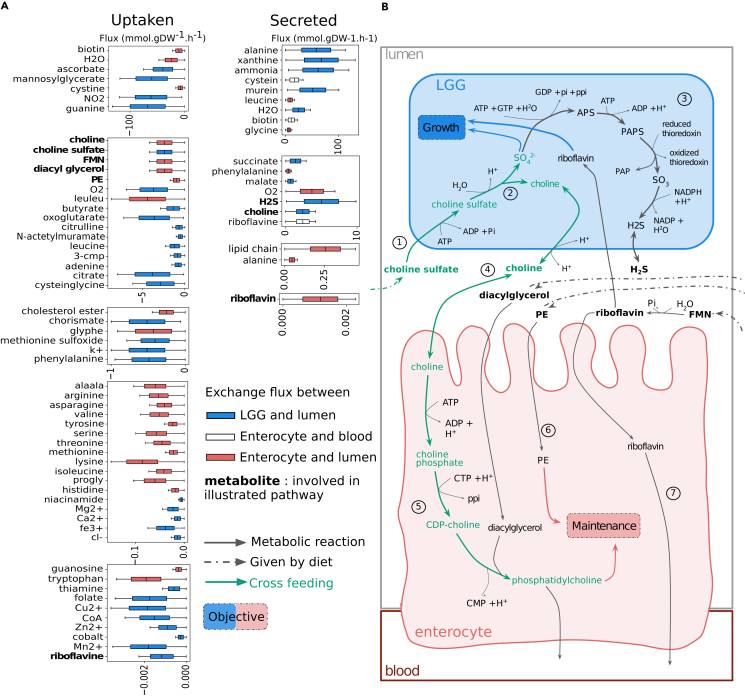 A
Uptaken
Flux (mmol.gDW⁻¹.h⁻¹)
biotin
H2O
ascorbate
mannosylglycerate
cystine
NO2
guanine
-100
0
choline
choline sulfate
FMN
diacyl glycerol
PE
O2
leuleu
butyrate
oxoglutarate
citrulline
N-acetylmuramate
leucine
3-cmp
adenine
citrate
cysteinglycine
-5
0
cholesterol ester
chorismate
glyphe
methionine sulfoxide
k+
phenylalanine
-1
0
alaala
arginine
asparagine
valine
tyrosine
serine
threonine
methionine
lysine
isoleucine
progly
histidine
niacinamide
Mg2+
Ca2+
fe3+
cl-
-0.1
0.0
guanosine
tryptophan
thiamine
folate
Cu2+
CoA
Zn2+
cobalt
Mn2+
riboflavine
-0.002
0.000
Secreted
Flux (mmol.gDW-1.h-1)
alanine
xanthine
ammonia
cystein
murein
leucine
H2O
biotin
glycine
0
100
succinate
phenylalanine
malate
O2
H2S
choline
riboflavine
0
10
lipid chain
alanine
0.00
0.25
riboflavin
0.000
0.002
Exchange flux between
LGG and lumen
Enterocyte and blood
Enterocyte and lumen
metabolite : involved in
illustrated pathway
Metabolic reaction
Given by diet
Cross feeding
Objective
B
lumen
LGG
GDP +pi +ppi
ATP +GTP +H²O
APS
ATP
ADP +H⁺
3
Growth
PAPS
reduced
thioredoxin
SO₄²⁻
riboflavin
oxidized
thioredoxin
PAP
H₂O
H⁺
2
choline
SO₃
NADPH
+H⁺
choline sulfate
H2S
NADP +
H²O
1
ATP
ADP +Pi
H⁺
H⁺
choline sulfate
4
choline
H₂S
diacylglycerol
PE
riboflavin
Pi
H₂O
FMN
choline
ATP
ADP +
H⁺
6
riboflavin
choline
phosphate
PE
CTP +H⁺
ppi
5
7
CDP-choline
diacylglycerol
Maintenance
phosphatidylcholine
CMP +H⁺
enterocyte
blood